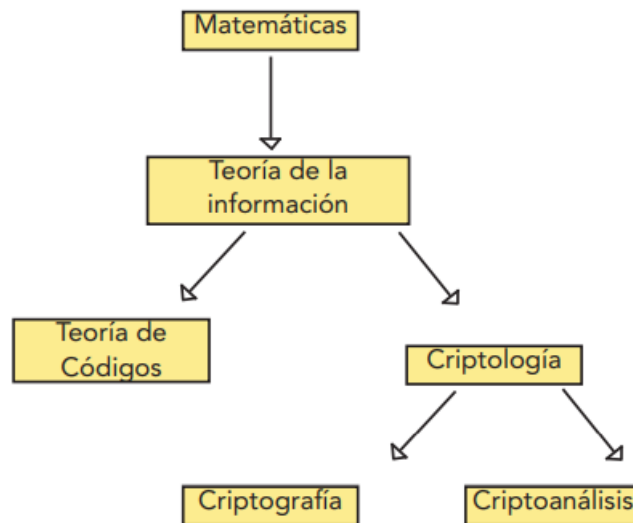 Matemáticas
Teoría de la
información
Teoría de
Códigos
Criptología
Criptografía
Criptoanálisis